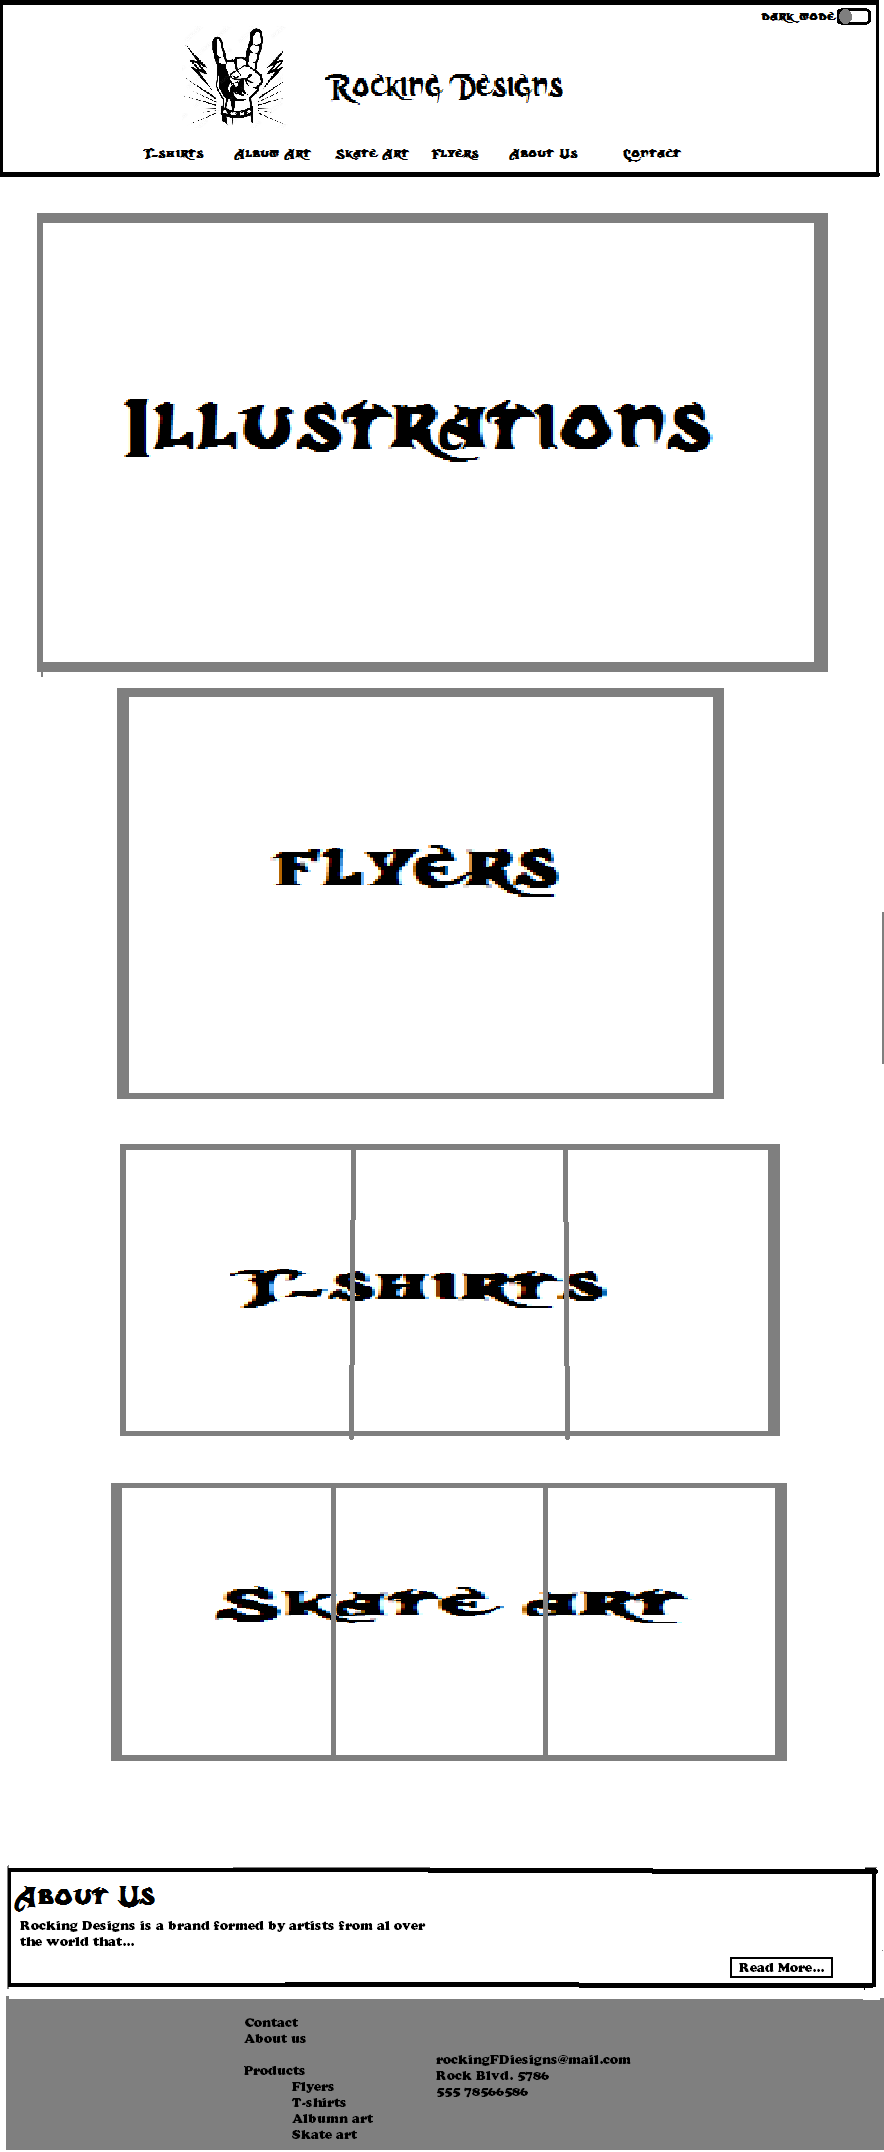 Dark mode
Rocking Designs
T-shirts Album Art Skate Art Flyers About Us Contact
Illustrations
Flyers
T-shirts
Skate art
About Us
Rocking Designs is a brand formed by artists from al over
the world that...
Read More...
Contact
About us
Products
Flyers
T-shirts
Albumn art
Skate art
rockingFDiesigns@mail.com
Rock Blvd. 5786
555 78566586